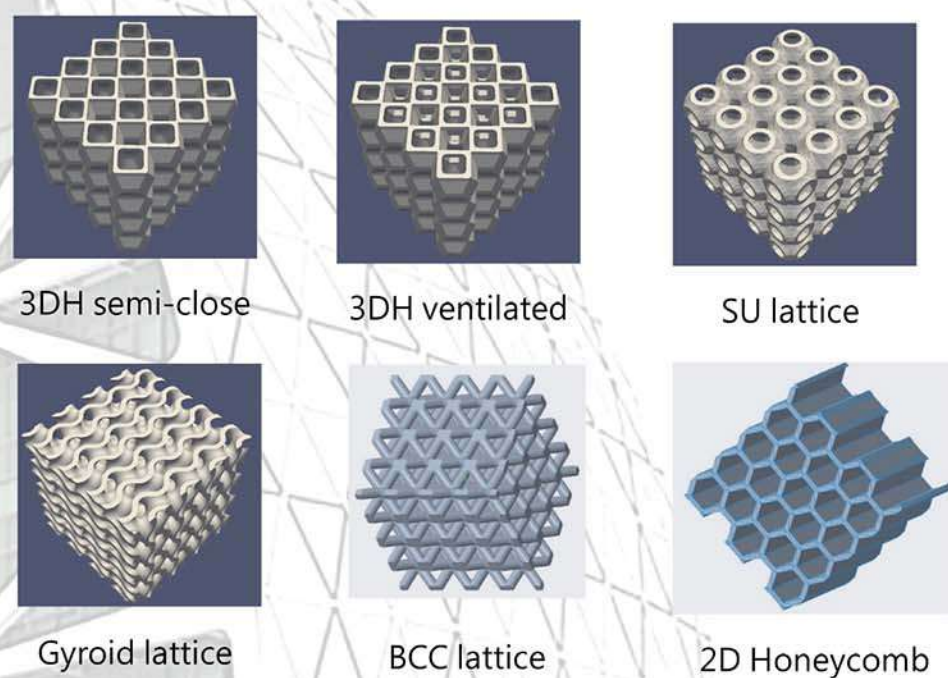 3DH semi-close
3DH ventilated
SU lattice
Gyroid lattice
BCC lattice
2D Honeycomb